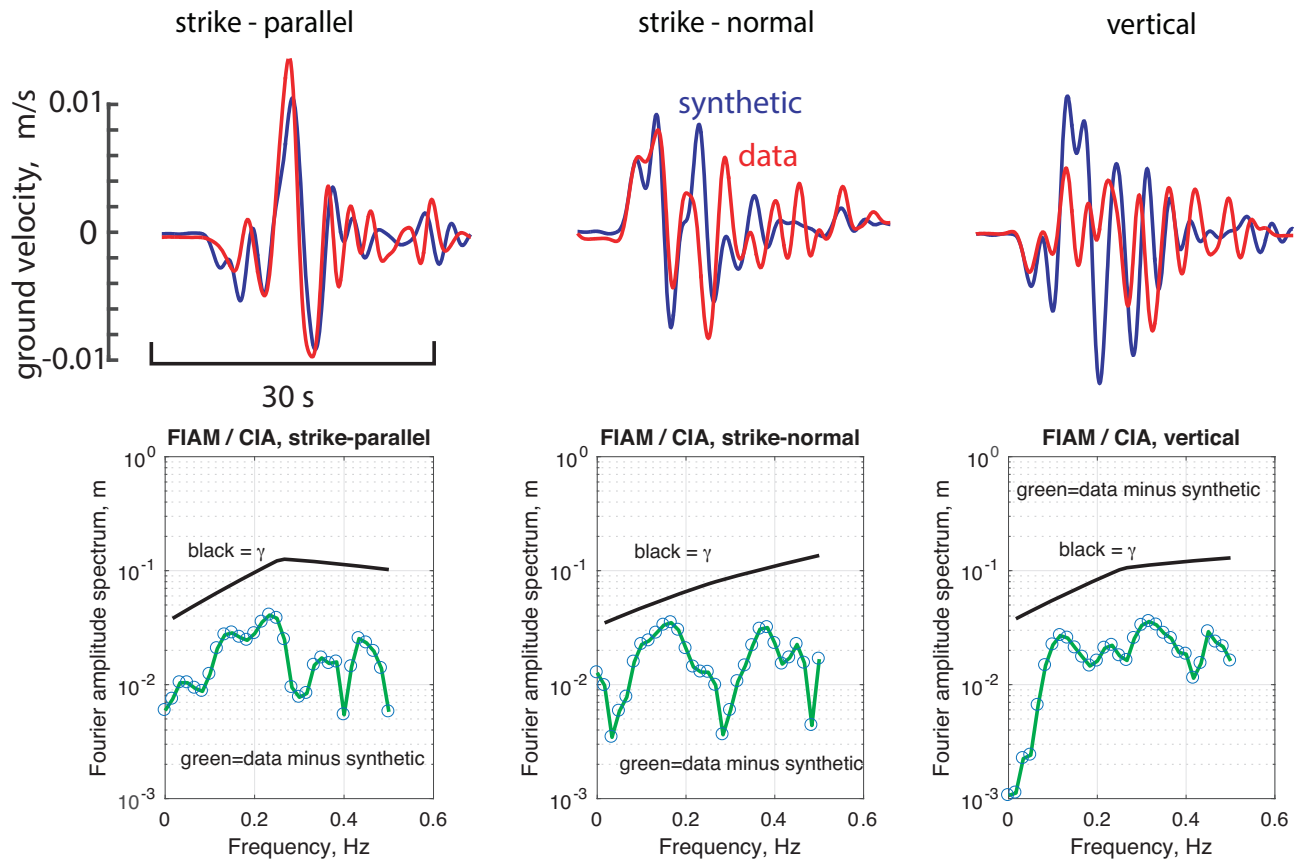 strike - parallel
strike - normal
vertical
ground velocity, m/s
0.01
0
-0.01
30 s
synthetic
data
FIAM / CIA, strike-parallel
Fourier amplitude spectrum, m
10^0
10^-1
10^-2
10^-3
black = γ
green=data minus synthetic
0 0.2 0.4 0.6
Frequency, Hz
FIAM / CIA, strike-normal
Fourier amplitude spectrum, m
10^0
10^-1
10^-2
10^-3
black = γ
green=data minus synthetic
0 0.2 0.4 0.6
Frequency, Hz
FIAM / CIA, vertical
Fourier amplitude spectrum, m
10^0
10^-1
10^-2
10^-3
green=data minus synthetic
black = γ
0 0.2 0.4 0.6
Frequency, Hz